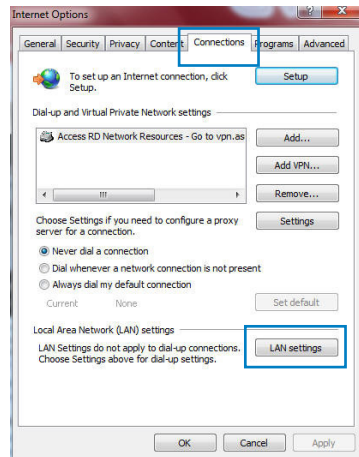 Internet Options
General Security Privacy Content Connections Programs Advanced
To set up an Internet connection, click
Setup.
Setup
Dial-up and Virtual Private Network settings
Access RD Network Resources - Go to vpn.as
Add...
Add VPN...
Remove...
Choose Settings if you need to configure a proxy
server for a connection.
Settings
Never dial a connection
Dial whenever a network connection is not present
Always dial my default connection
Current None
Set default
Local Area Network (LAN) settings
LAN Settings do not apply to dial-up connections.
Choose Settings above for dial-up settings.
LAN settings
OK Cancel Apply